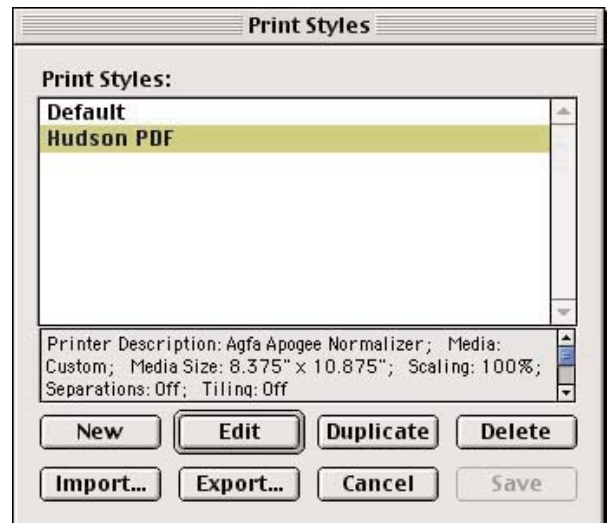 Print Styles
Print Styles:
Default
Hudson PDF
Printer Description: Agfa Apogee Normalizer; Media:
Custom; Media Size: 8.375" x 10.875"; Scaling: 100%;
Separations: Off; Tiling: Off
New Edit Duplicate Delete
Import... Export... Cancel Save